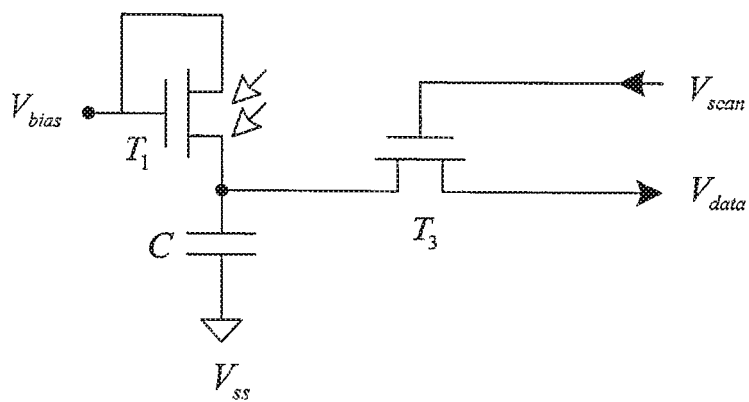 V_bias
T_1
V_scan
V_data
T_3
C
V_ss